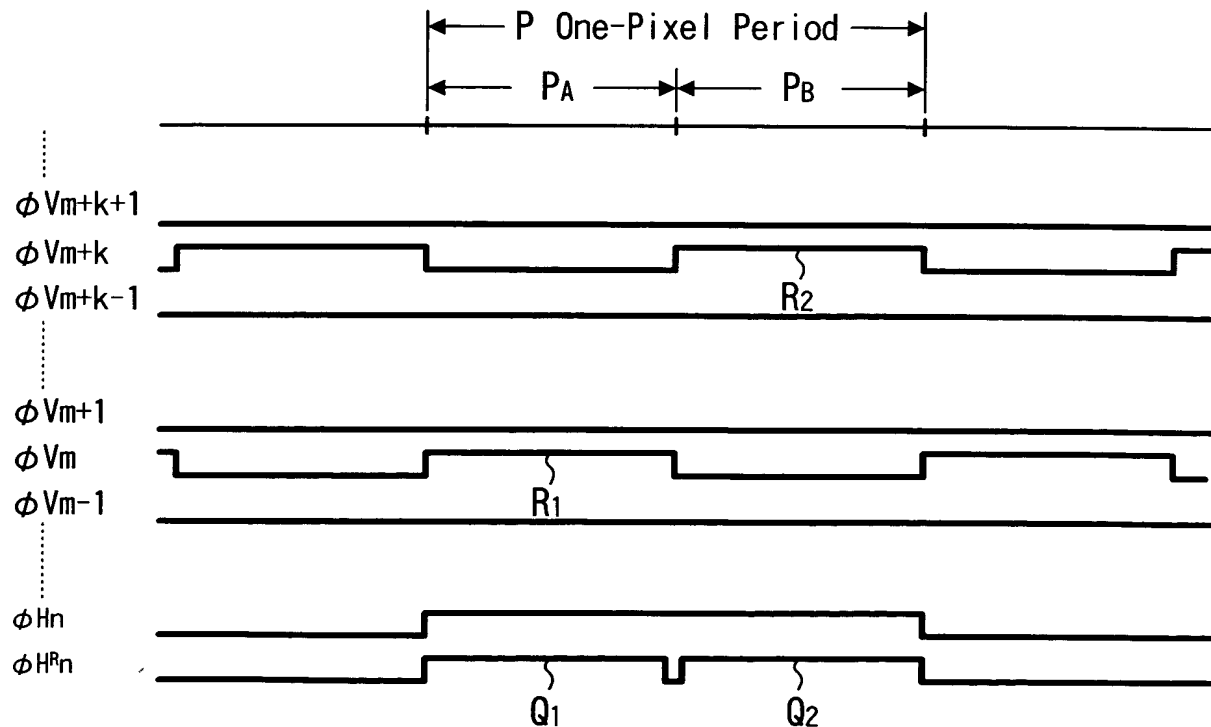 P One-Pixel Period
PA PB
φVm+k+1
φVm+k
φVm+k-1
R2
φVm+1
φVm
φVm-1
R1
φHn
φHRn
Q1 Q2